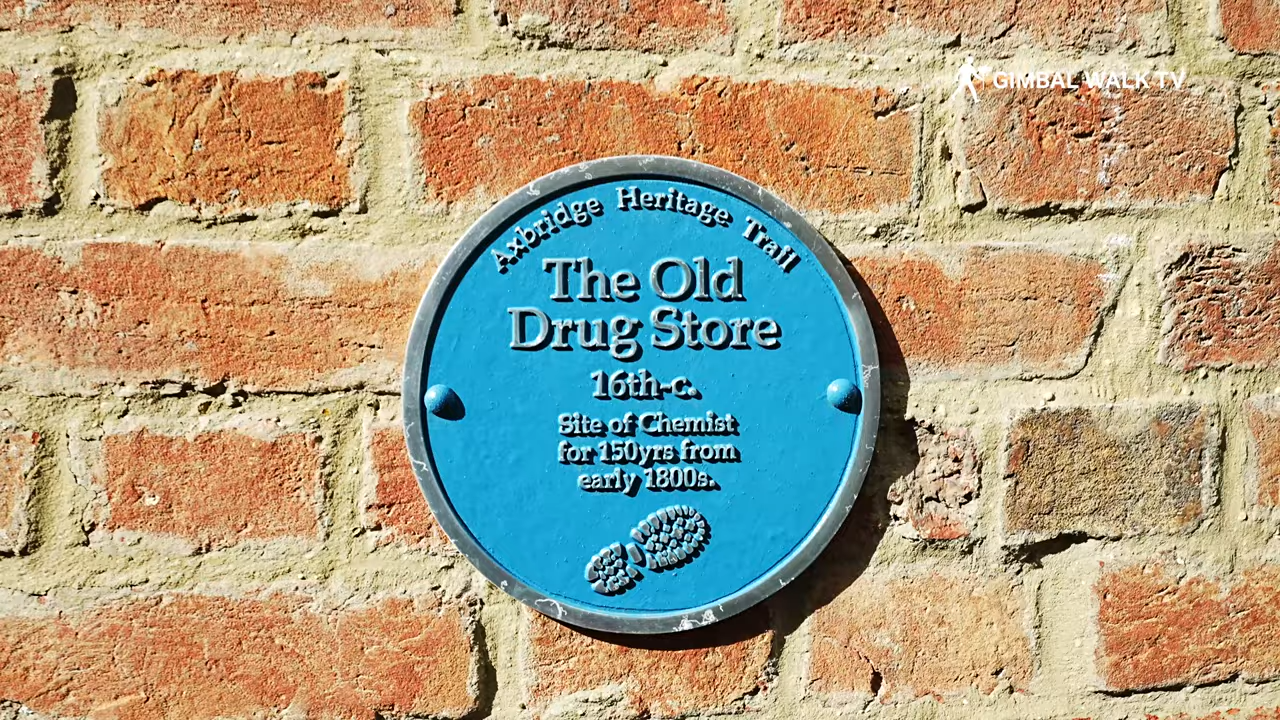 GIMBAL WALK TV
Axbridge Heritage Trail
The Old
Drug Store
16th-c.
Site of Chemist
for 150yrs from
early 1800s.